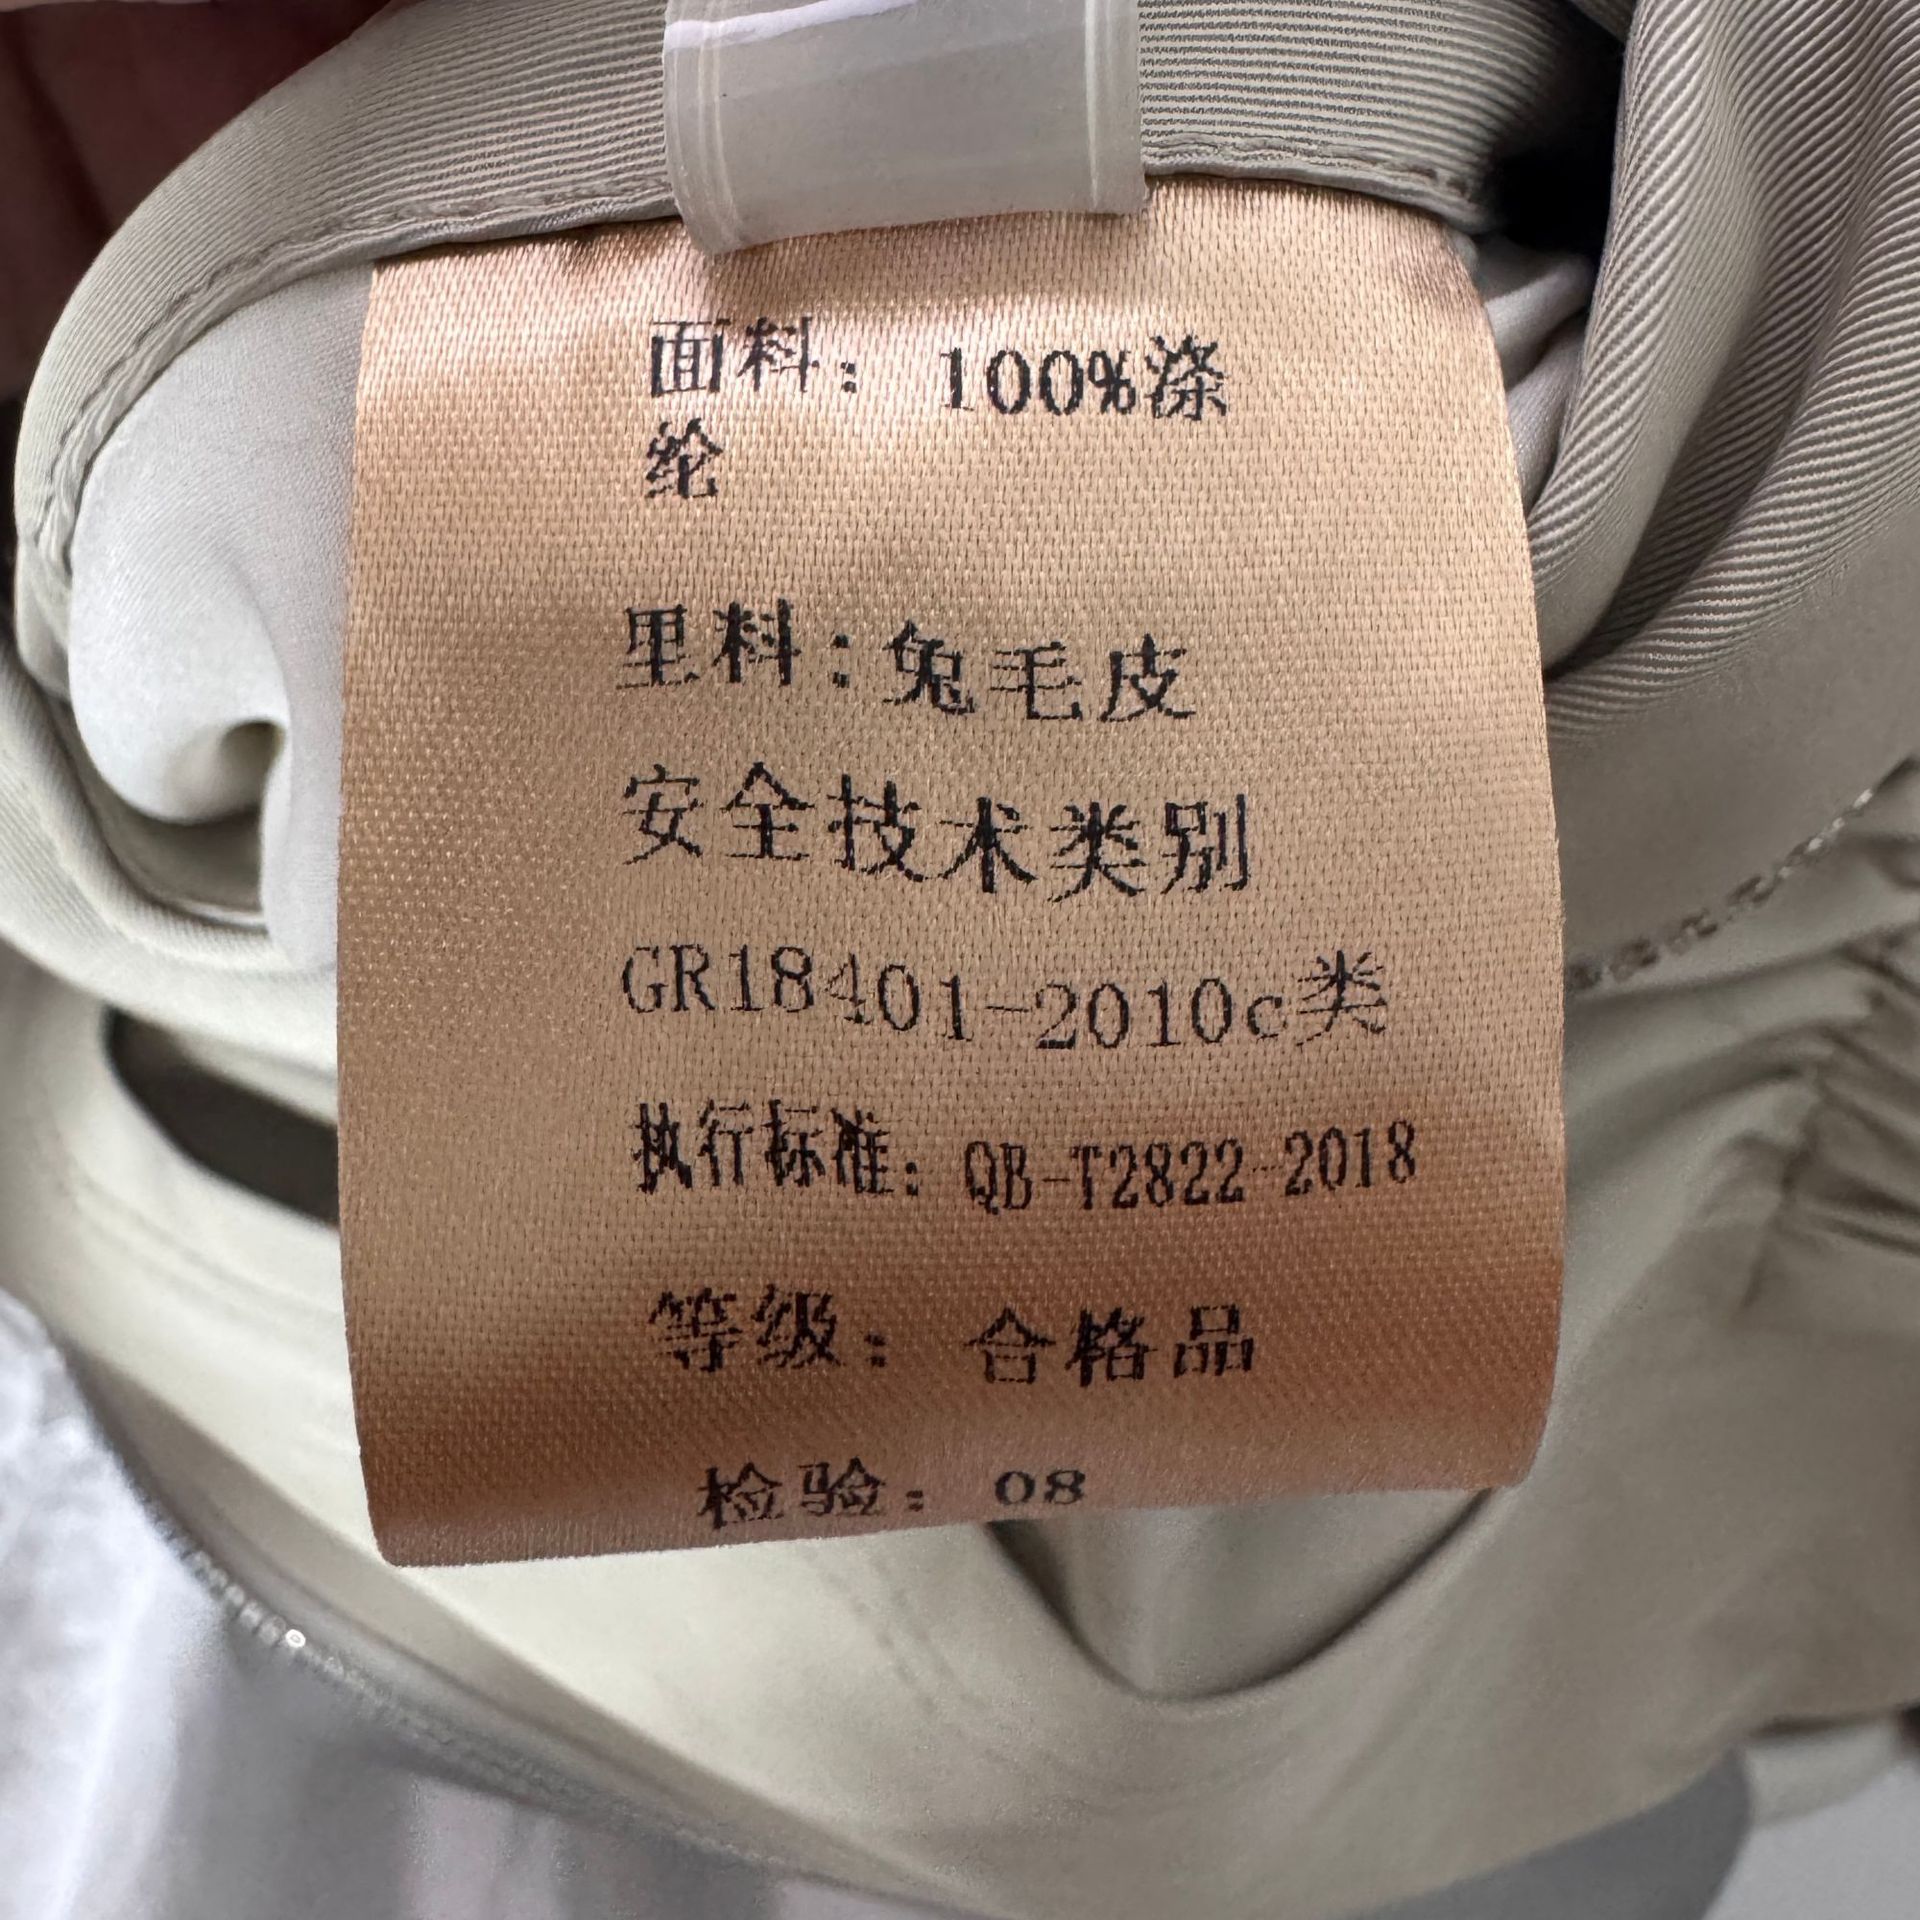 面料：100%涤
纶
里料：兔毛皮
安全技术类别
GR18401-2010c类
执行标准：QB-T2822-2018
等级：合格品
检验：08